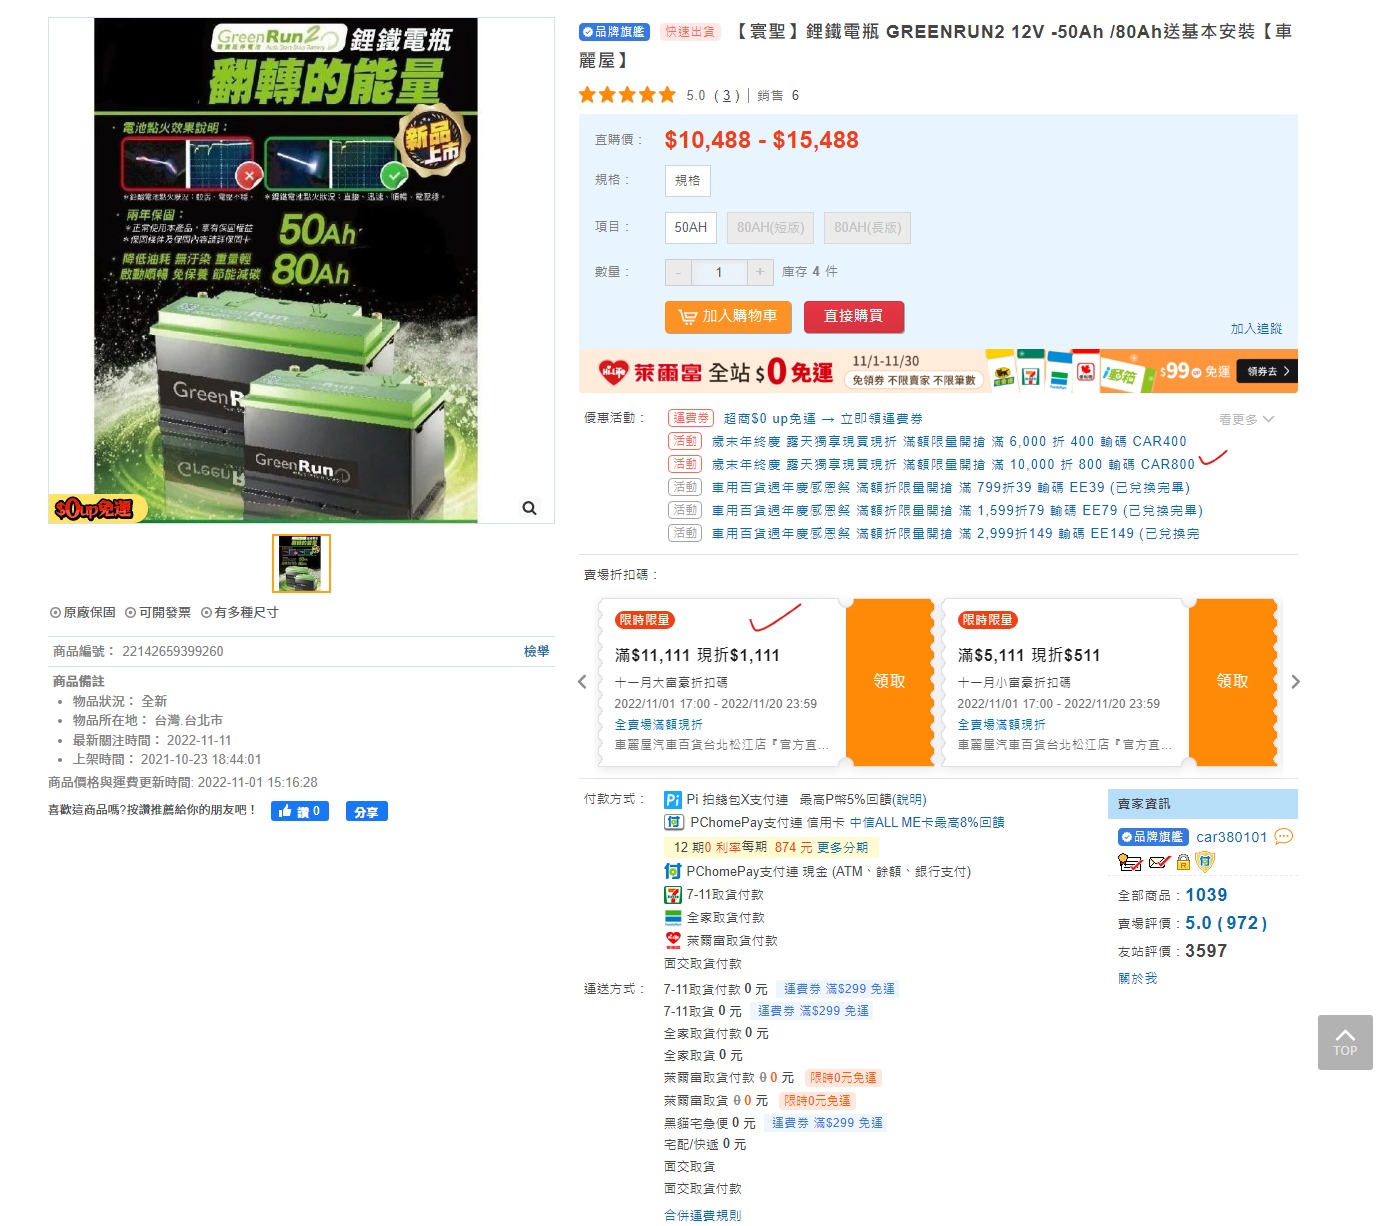 GreenRun2 鋰鐵電瓶
Auto Start-Stop Battery
翻轉的能量
· 電池點火效果說明：
新品上市
· 兩年保固：
*正常使用本產品，享有保固權益
*保固條件及保固內容請詳保固卡
50Ah
80Ah
· 降低油耗 無汙染 重量輕
啟動順暢 免保養 節能減碳
GreenR
GreenRun
$0up免運
◎原廠保固 ◎可開發票 ◎有多種尺寸
商品編號： 22142659399260
檢舉
商品備註
物品狀況： 全新
物品所在地： 台灣.台北市
最新關注時間： 2022-11-11
上架時間： 2021-10-23 18:44:01
商品價格與運費更新時間: 2022-11-01 15:16:28
喜歡這商品嗎?按讚推薦給你的朋友吧！
讚 0
分享
品牌旗艦 快速出貨 【寰聖】鋰鐵電瓶 GREENRUN2 12V -50Ah /80Ah送基本安裝【車
麗屋】
5.0 ( 3 ) | 銷售 6
直購價： $10,488 - $15,488
規格： 規格
項目： 50AH 80AH(短版) 80AH(長版)
數量： - 1 + 庫存 4 件
加入購物車 直接購買
加入追蹤
Hi-Life 萊爾富 全站 $0免運
11/1-11/30
免領券 不限賣家 不限筆數
i郵箱
$99 免運
領券去 >
優惠活動： 運費券 超商$0 up免運 → 立即領運費券
看更多
活動 歲末年終慶 露天獨享現買現折 滿額限量開搶 滿 6,000 折 400 輸碼 CAR400
活動 歲末年終慶 露天獨享現買現折 滿額限量開搶 滿 10,000 折 800 輸碼 CAR800
活動 車用百貨週年慶感恩祭 滿額折限量開搶 滿 799折39 輸碼 EE39 (已兌換完畢)
活動 車用百貨週年慶感恩祭 滿額折限量開搶 滿 1,599折79 輸碼 EE79 (已兌換完畢)
活動 車用百貨週年慶感恩祭 滿額折限量開搶 滿 2,999折149 輸碼 EE149 (已兌換完
賣場折扣碼：
限時限量
滿$11,111 現折$1,111
十一月大富豪折扣碼
2022/11/01 17:00 - 2022/11/20 23:59
全賣場滿額現折
車麗屋汽車百貨台北松江店『官方直...
領取
限時限量
滿$5,111 現折$511
十一月小富豪折扣碼
2022/11/01 17:00 - 2022/11/20 23:59
全賣場滿額現折
車麗屋汽車百貨台北松江店『官方直...
領取
付款方式： Pi Pi 拍錢包X支付連 最高P幣5%回饋(說明)
PChomePay支付連 信用卡 中信ALL ME卡最高8%回饋
12 期0 利率每期 874 元 更多分期
PChomePay支付連 現金 (ATM、餘額、銀行支付)
7-11取貨付款
全家取貨付款
萊爾富取貨付款
面交取貨付款
運送方式： 7-11取貨付款 0 元 運費券 滿$299 免運
7-11取貨 0 元 運費券 滿$299 免運
全家取貨付款 0 元
全家取貨 0 元
萊爾富取貨付款 0 0 元 限時0元免運
萊爾富取貨 0 0 元 限時0元免運
黑貓宅急便 0 元 運費券 滿$299 免運
宅配/快遞 0 元
面交取貨
面交取貨付款
合併運費規則
賣家資訊
品牌旗艦 car380101
全部商品：1039
賣場評價：5.0 ( 972 )
友站評價：3597
關於我
TOP